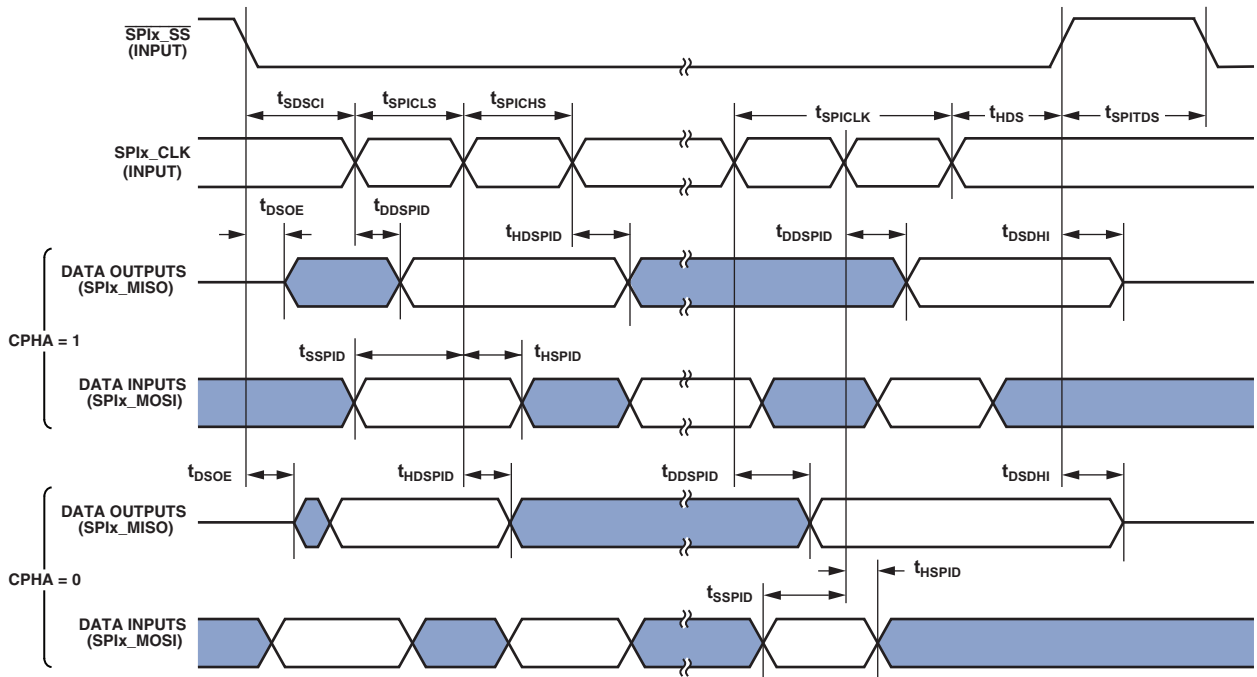 SPIx_SS
(INPUT)
tSDSCI tSPICLS tSPICHS tSPICLK tHDS tSPITDS
SPIx_CLK
(INPUT)
tDSOE tDDSPID tHDSPID tDDSPID tDSDHI
DATA OUTPUTS
(SPIx_MISO)
CPHA = 1
tSSPID tHSPID
DATA INPUTS
(SPIx_MOSI)
tDSOE tHDSPID tDDSPID tDSDHI
DATA OUTPUTS
(SPIx_MISO)
CPHA = 0
tSSPID tHSPID
DATA INPUTS
(SPIx_MOSI)